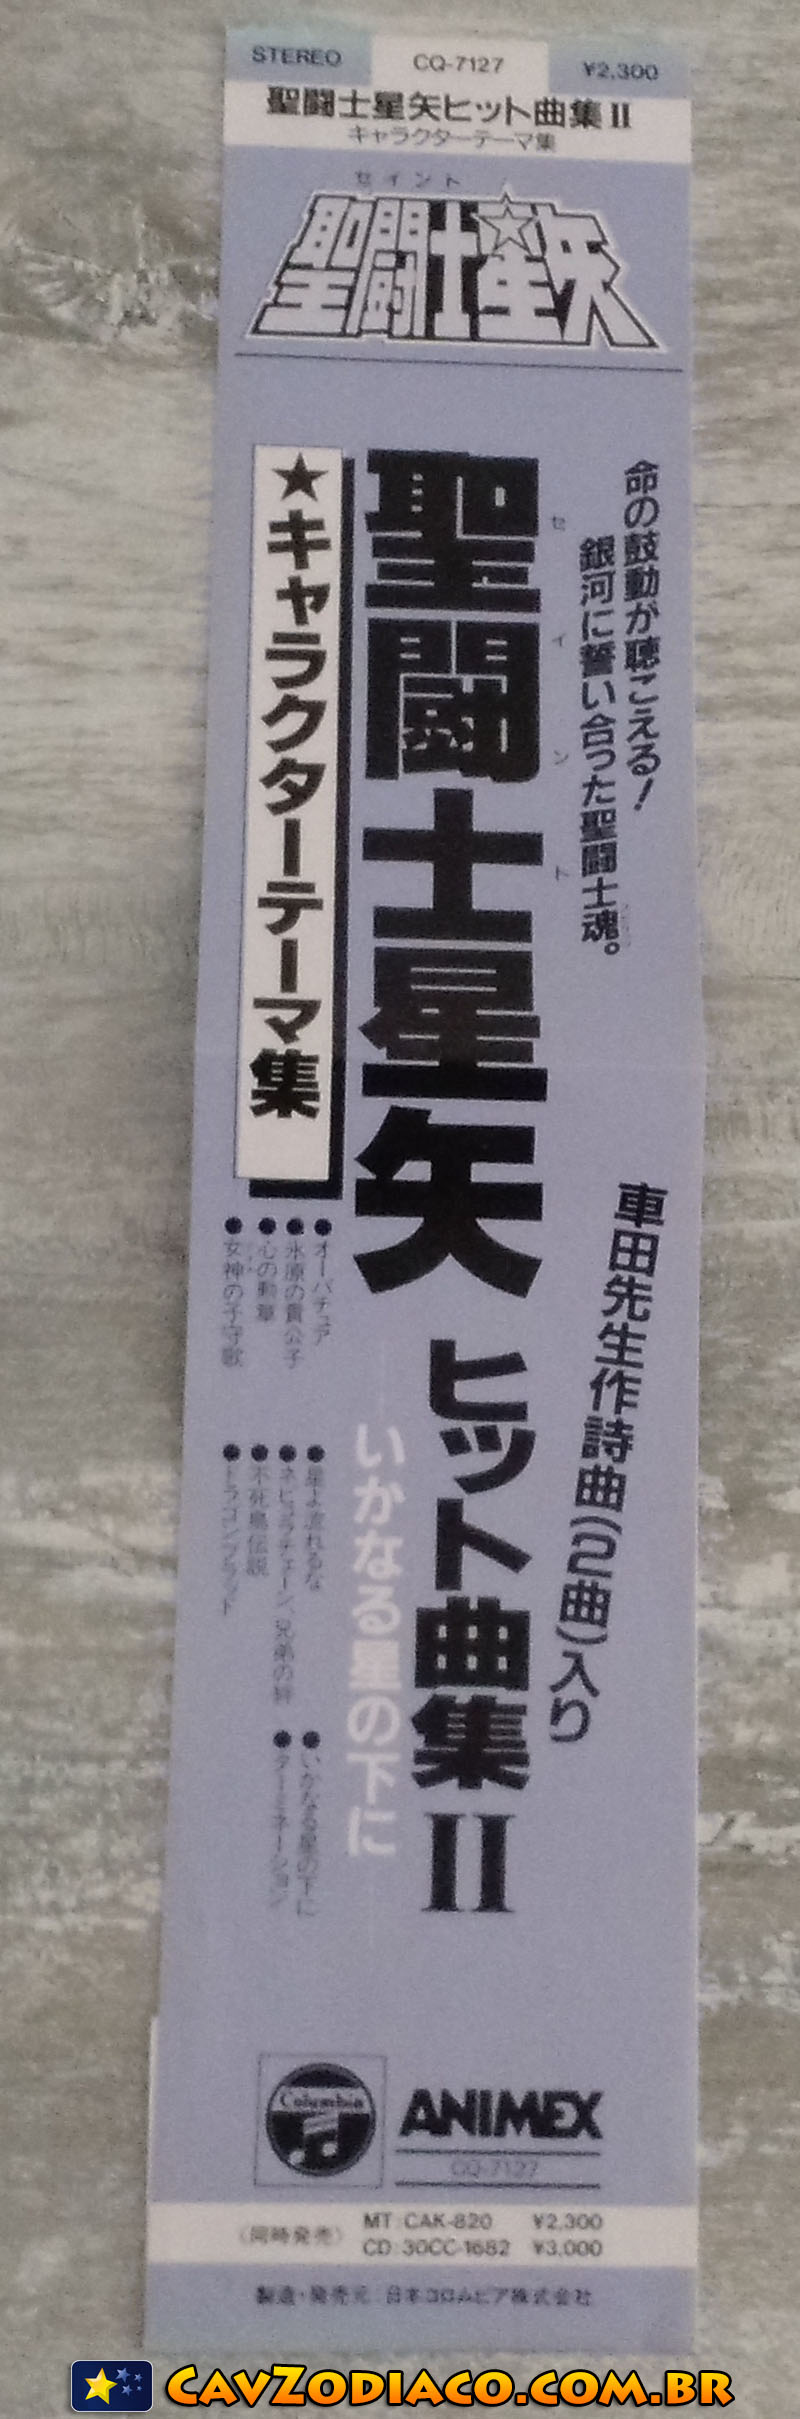 STEREO
CQ-7127
¥2,300
聖闘士星矢ヒット曲集II
キャラクターテーマ集
セイント
聖闘士星矢
命の鼓動が聴こえる!
銀河に誓い合った聖闘士魂。
車田先生作詩曲(2曲)入り
セイント
聖闘士星矢
ヒット曲集II
いかなる星の下に
★キャラクターテーマ集
●オーバチュア
●氷原の貴公子
●心の勲章
●女神の子守歌
●星よ流れるな
●ネビュラチェーン、兄弟の絆
●不死鳥伝説
●ドラゴンブラッド
●いかなる星の下に
●ターミネーション
Columbia
ANIMEX
CQ-7127
(同時発売)
MT:CAK-820 ¥2,300
CD:30CC-1682 ¥3,000
製造・発売元 日本コロムビア株式会社
CavZodiaco.com.br